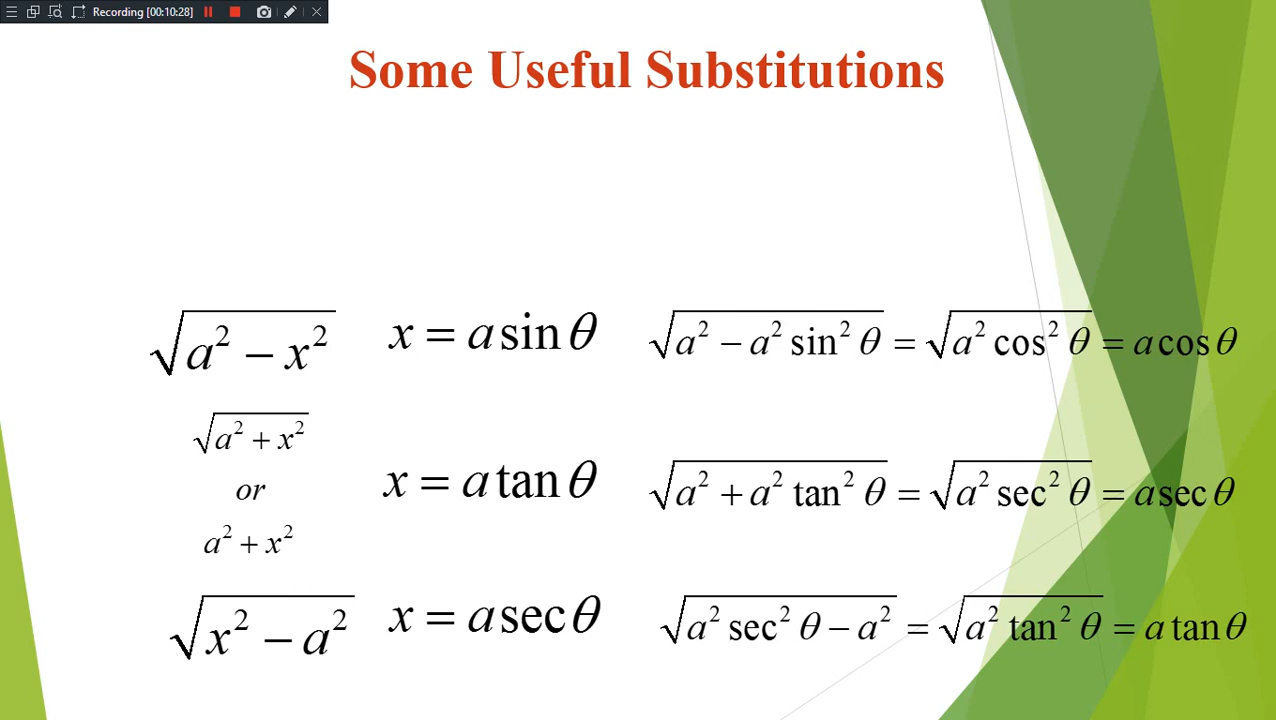 Recording [00:10:28]
Some Useful Substitutions
√(a² − x²) x = a sin θ √(a² − a² sin² θ) = √(a² cos² θ) = a cos θ
√(a² + x²)
or
a² + x²
x = a tan θ √(a² + a² tan² θ) = √(a² sec² θ) = a sec θ
√(x² − a²) x = a sec θ √(a² sec² θ − a²) = √(a² tan² θ) = a tan θ